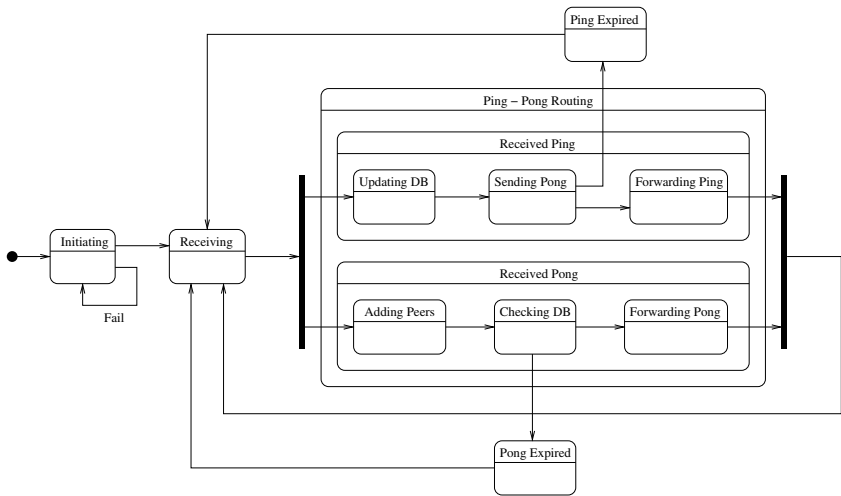 Ping Expired
Ping – Pong Routing
Received Ping
Updating DB
Sending Pong
Forwarding Ping
Initiating
Receiving
Fail
Received Pong
Adding Peers
Checking DB
Forwarding Pong
Pong Expired